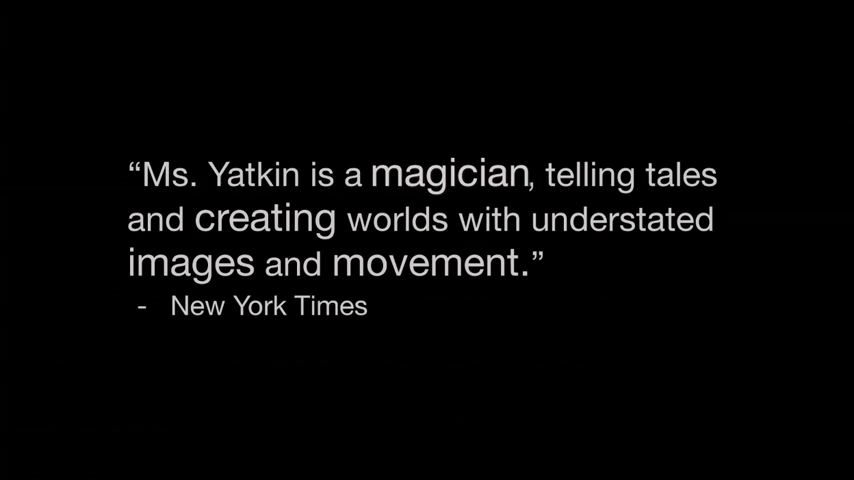 “Ms. Yatkin is a magician, telling tales
and creating worlds with understated
images and movement.”
- New York Times